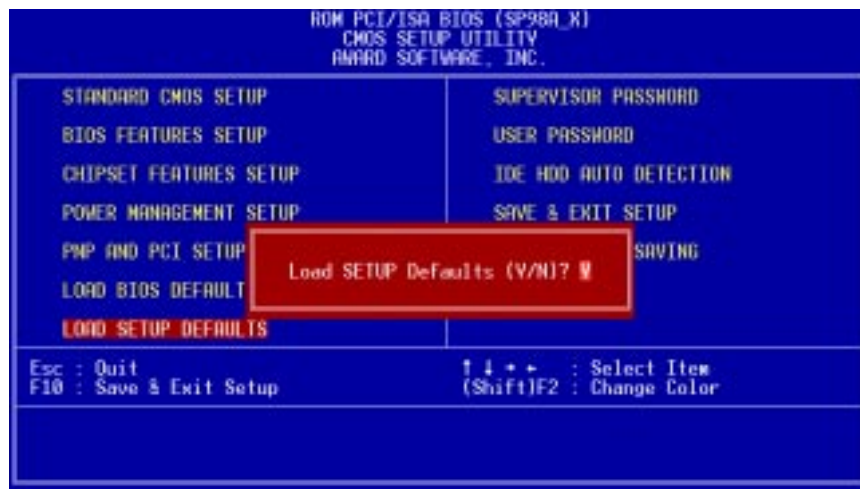 ROM PCI/ISA BIOS (SP98A_X)
CMOS SETUP UTILITY
AWARD SOFTWARE, INC.
STANDARD CMOS SETUP
BIOS FEATURES SETUP
CHIPSET FEATURES SETUP
POWER MANAGEMENT SETUP
PNP AND PCI SETUP
LOAD BIOS DEFAULT
LOAD SETUP DEFAULTS
SUPERVISOR PASSWORD
USER PASSWORD
IDE HDD AUTO DETECTION
SAVE & EXIT SETUP
SAVING
Load SETUP Defaults (Y/N)? Y
Esc : Quit
F10 : Save & Exit Setup
↑ ↓ → ← : Select Item
(Shift)F2 : Change Color